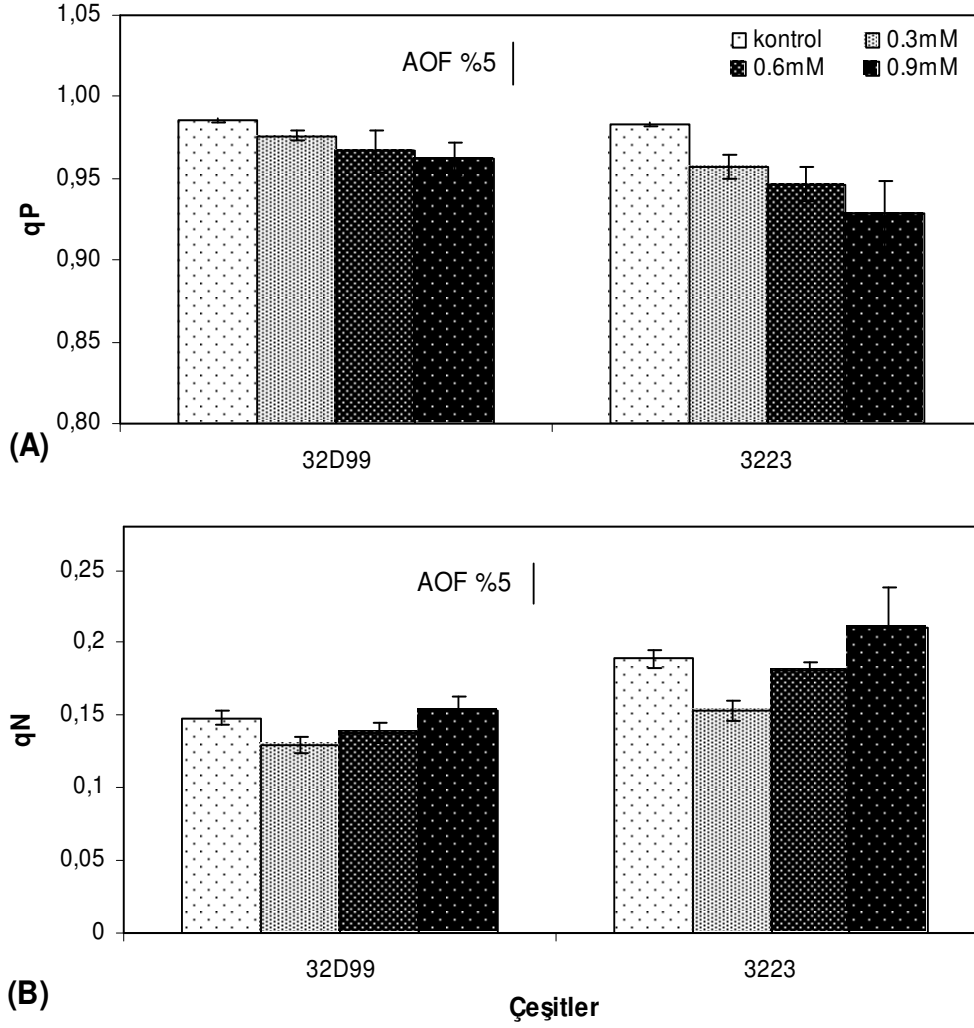 1,05
kontrol 0.3mM
AOF %5
0.6mM 0.9mM
1,00
0,95
qP
0,90
0,85
0,80
(A)
32D99 3223
0,25
AOF %5
0,2
0,15
qN
0,1
0,05
0
32D99 3223
(B)
Çeşitler